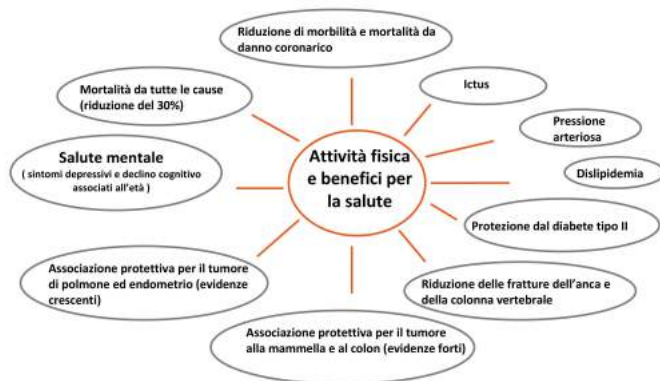 Riduzione di morbilità e mortalità da
danno coronarico
Mortalità da tutte le cause
(riduzione del 30%)
Ictus
Pressione
arteriosa
Salute mentale
( sintomi depressivi e declino cognitivo
associati all'età )
Attività fisica
e benefici per
la salute
Dislipidemia
Protezione dal diabete tipo II
Associazione protettiva per il tumore
di polmone ed endometrio (evidenze
crescenti)
Riduzione delle fratture dell'anca e
della colonna vertebrale
Associazione protettiva per il tumore
alla mammella e al colon (evidenze forti)